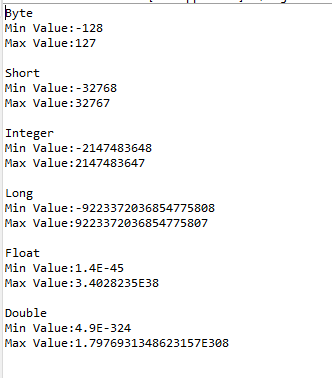 Byte
Min Value:-128
Max Value:127
Short
Min Value:-32768
Max Value:32767
Integer
Min Value:-2147483648
Max Value:2147483647
Long
Min Value:-9223372036854775808
Max Value:9223372036854775807
Float
Min Value:1.4E-45
Max Value:3.4028235E38
Double
Min Value:4.9E-324
Max Value:1.7976931348623157E308